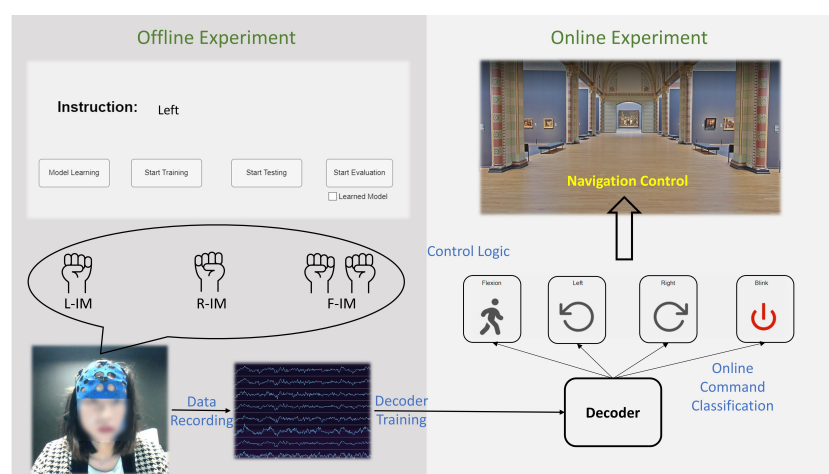 Offline Experiment
Instruction: Left
Model Learning
Start Training
Start Testing
Start Evaluation
Learned Model
L-IM
R-IM
F-IM
Data
Recording
Decoder
Training
Online Experiment
Navigation Control
Control Logic
Flexion
Left
Right
Blink
Online
Command
Classification
Decoder